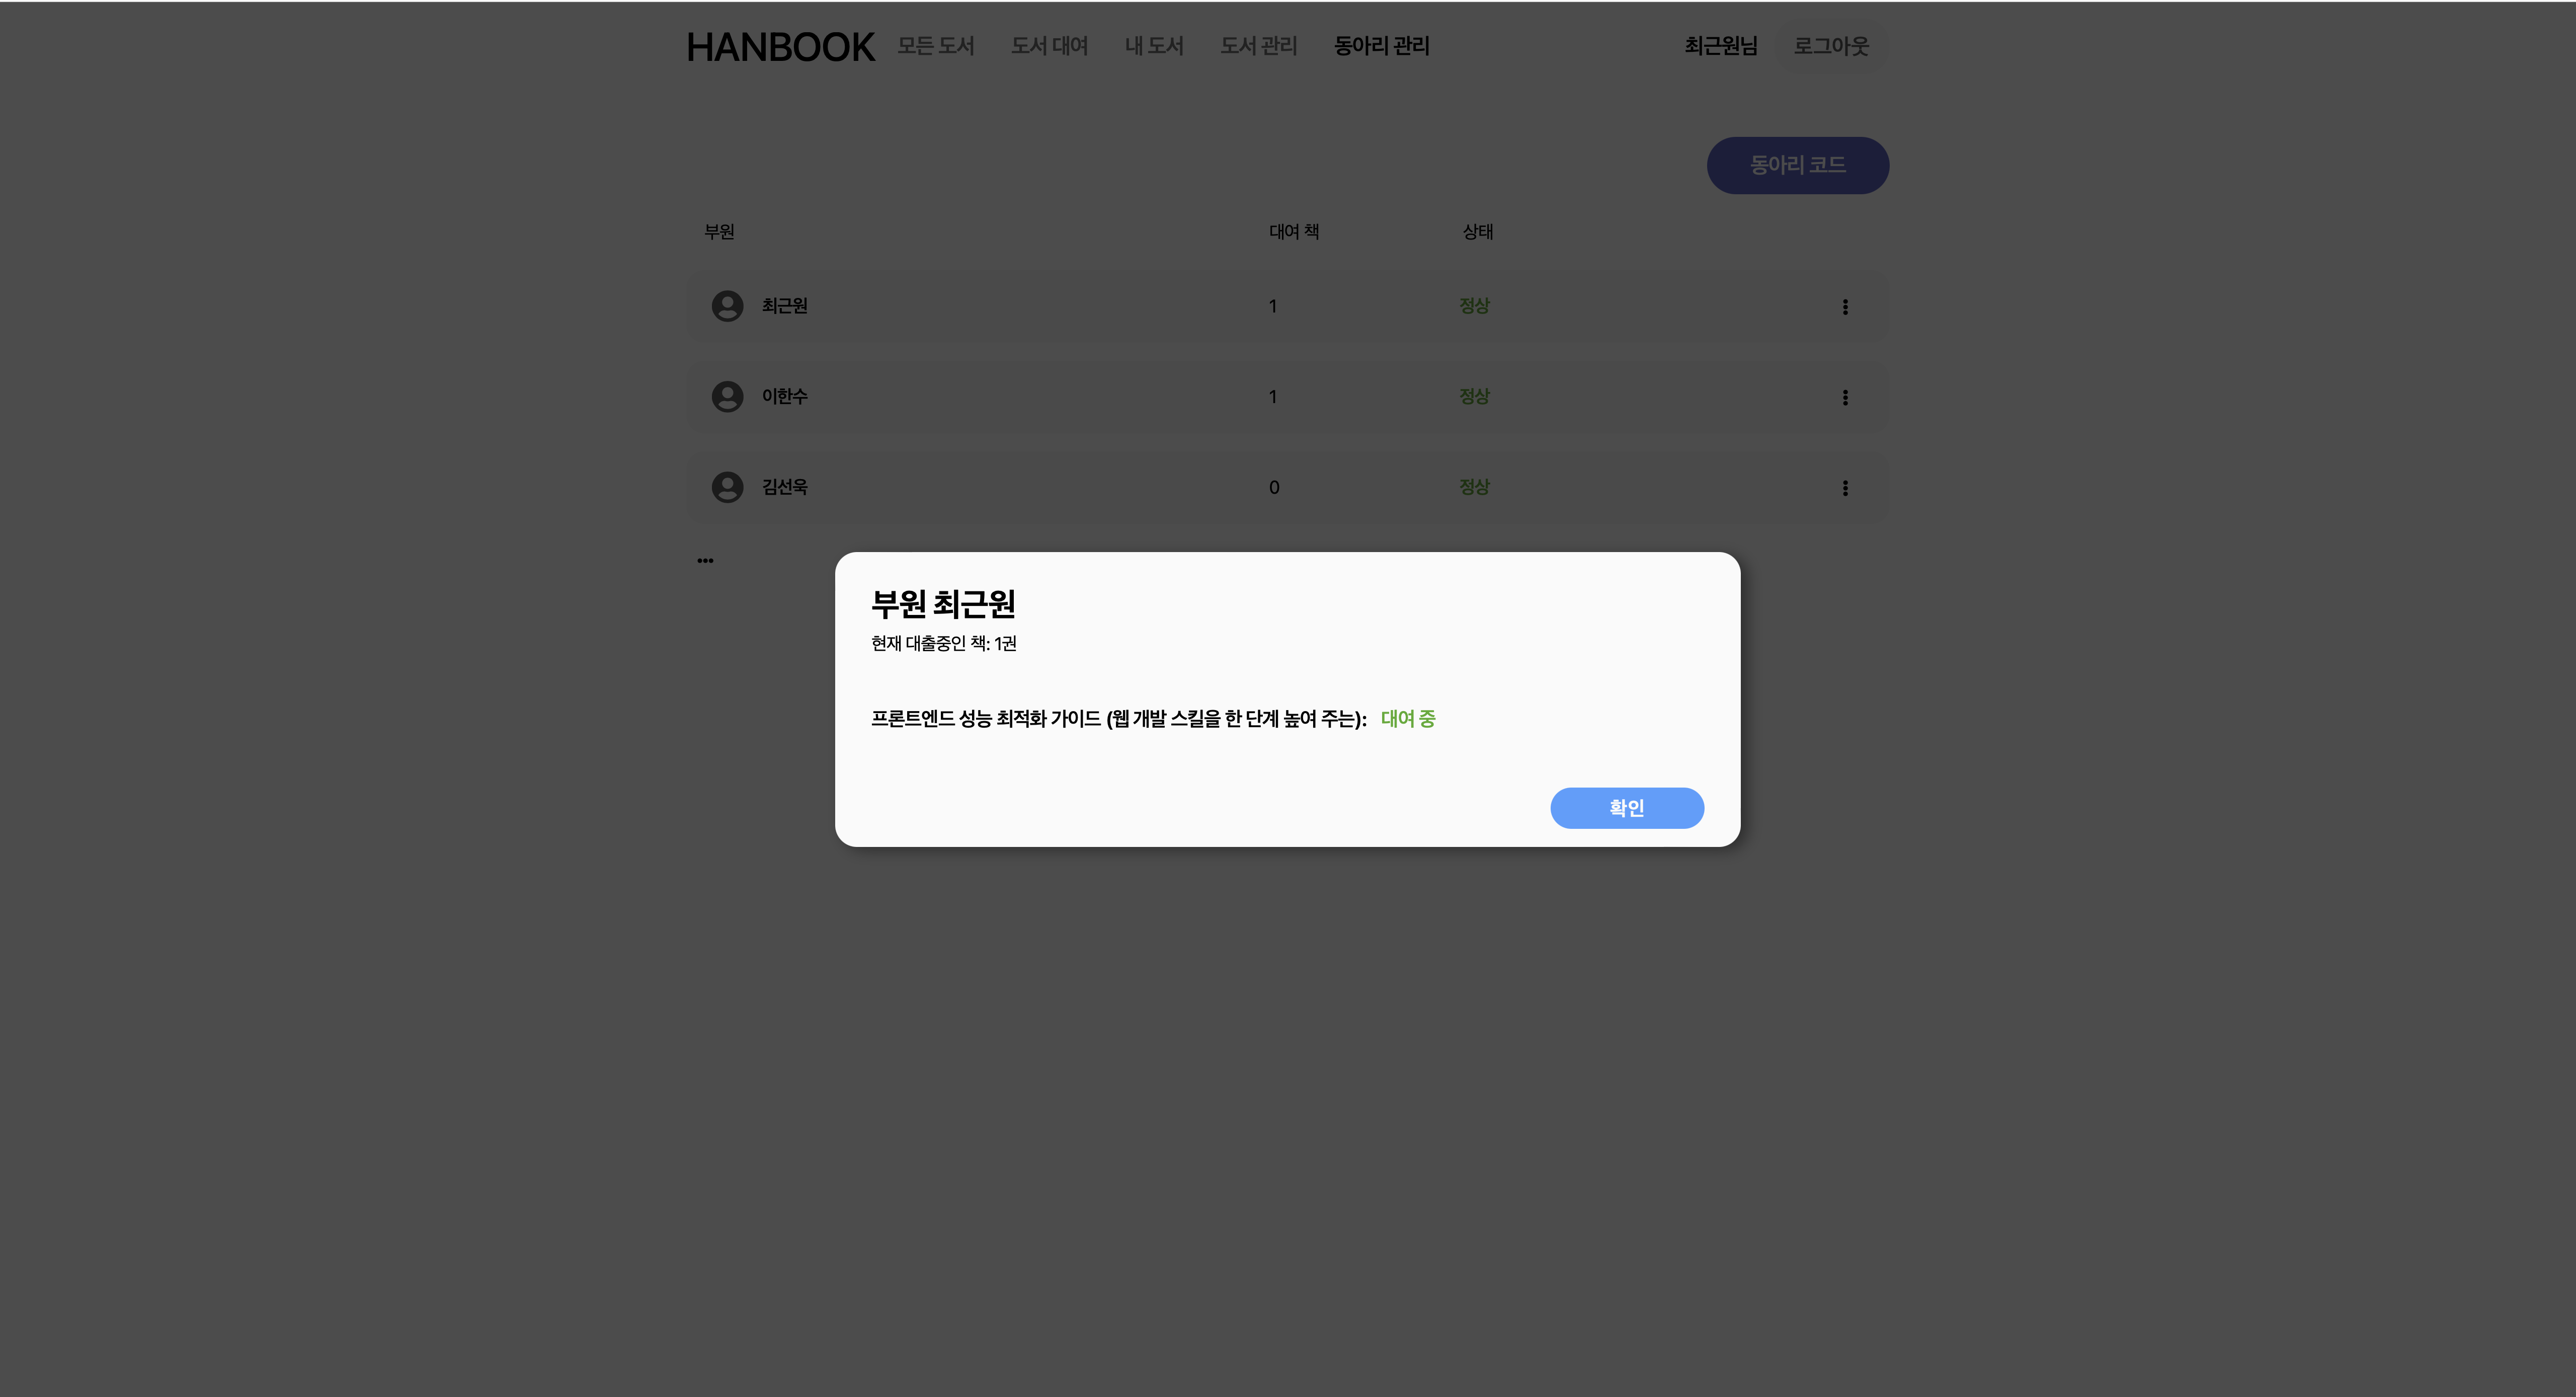 HANBOOK 모든 도서 도서 대여 내 도서 도서 관리 동아리 관리 최근원님 로그아웃
동아리 코드
부원 대여 책 상태
최근원 1 정상
이한수 1 정상
김선욱 0 정상
부원 최근원
현재 대출중인 책: 1권
프론트엔드 성능 최적화 가이드 (웹 개발 스킬을 한 단계 높여 주는): 대여 중
확인